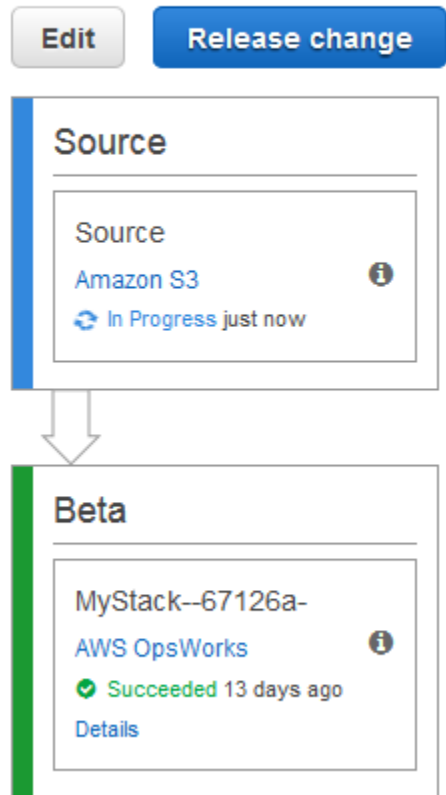 Edit
Release change
Source
Source
Amazon S3
In Progress just now
Beta
MyStack--67126a-
AWS OpsWorks
Succeeded 13 days ago
Details